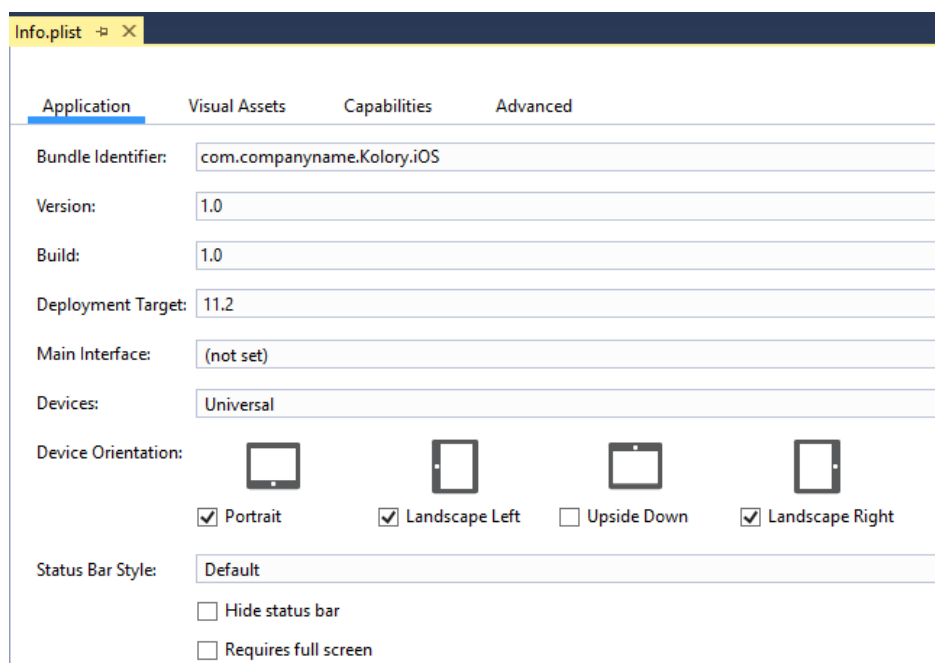 Info.plist
Application Visual Assets Capabilities Advanced
Bundle Identifier: com.companyname.Kolory.iOS
Version: 1.0
Build: 1.0
Deployment Target: 11.2
Main Interface: (not set)
Devices: Universal
Device Orientation:
Portrait Landscape Left Upside Down Landscape Right
Status Bar Style: Default
Hide status bar
Requires full screen